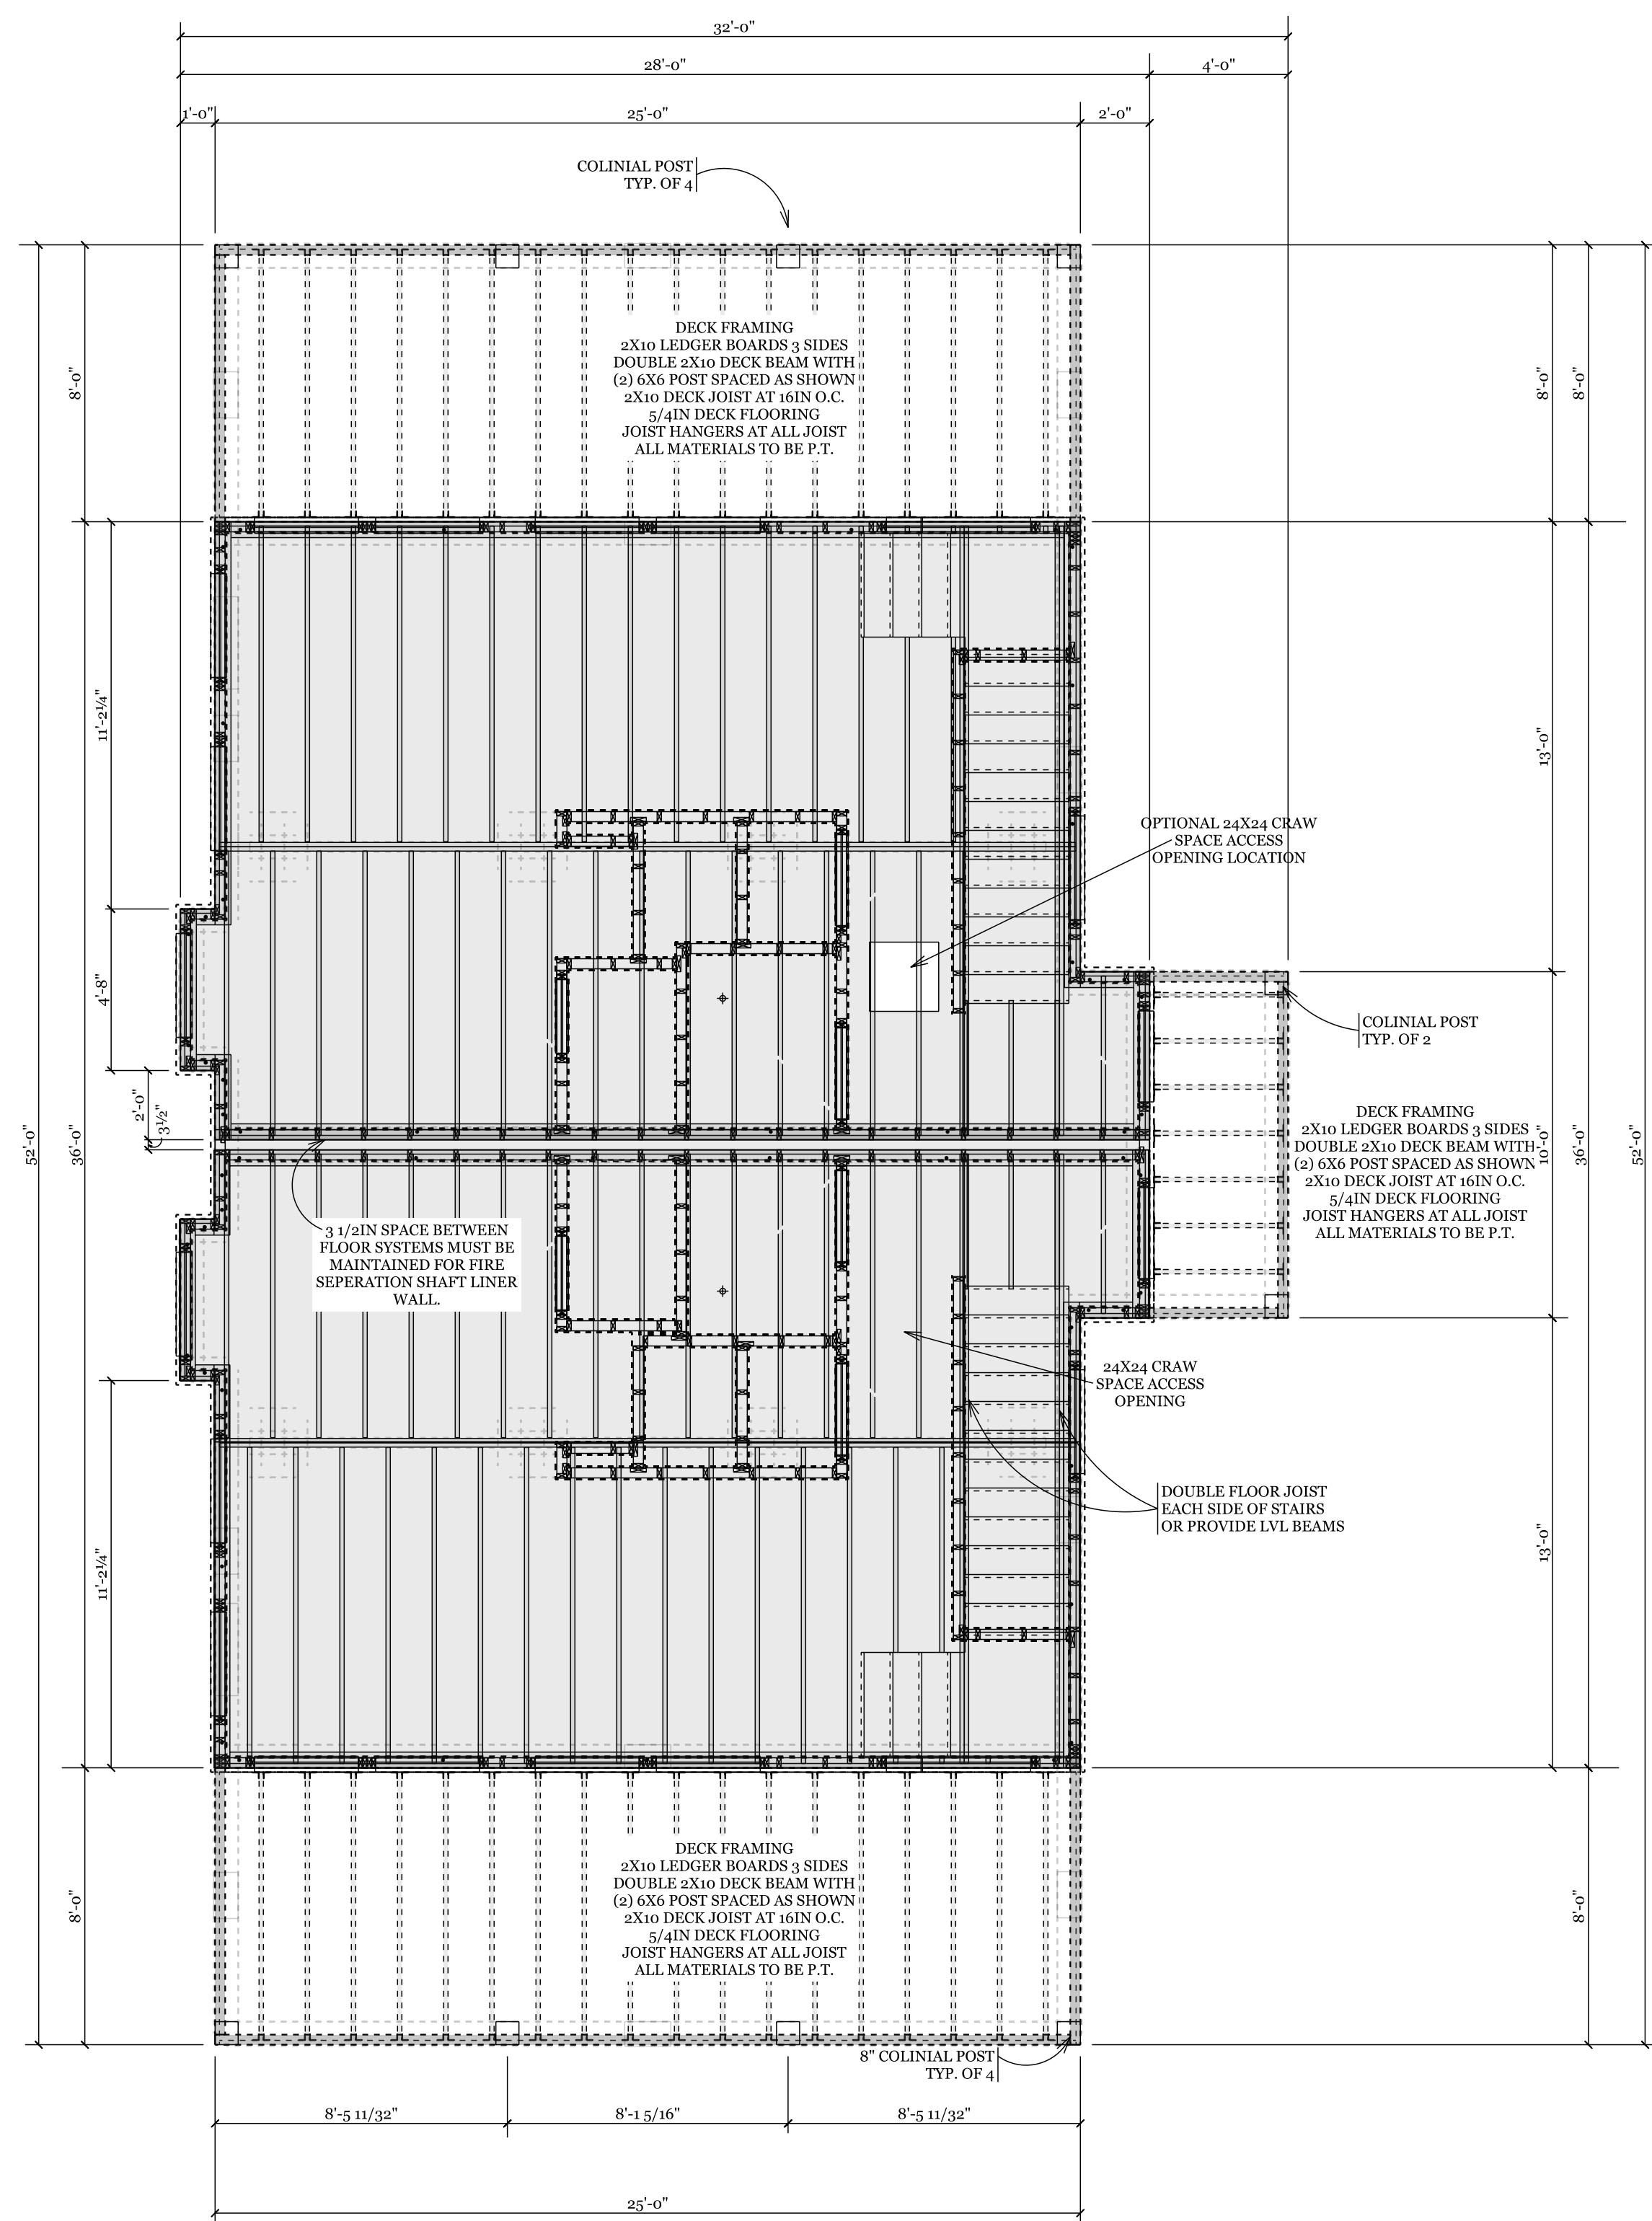 32'-0"
28'-0"
4'-0"
1'-0"
25'-0"
2'-0"
COLINIAL POST
TYP. OF 4
DECK FRAMING
2X10 LEDGER BOARDS 3 SIDES
DOUBLE 2X10 DECK BEAM WITH
(2) 6X6 POST SPACED AS SHOWN
2X10 DECK JOIST AT 16IN O.C.
5/4IN DECK FLOORING
JOIST HANGERS AT ALL JOIST
ALL MATERIALS TO BE P.T.
8'-0"
8'-0"
8'-0"
11'-2¼"
13'-0"
OPTIONAL 24X24 CRAW
SPACE ACCESS
OPENING LOCATION
4'-8"
COLINIAL POST
TYP. OF 2
2'-0"
3½"
52'-0"
36'-0"
DECK FRAMING
2X10 LEDGER BOARDS 3 SIDES
DOUBLE 2X10 DECK BEAM WITH
(2) 6X6 POST SPACED AS SHOWN
2X10 DECK JOIST AT 16IN O.C.
5/4IN DECK FLOORING
JOIST HANGERS AT ALL JOIST
ALL MATERIALS TO BE P.T.
10'-0"
36'-0"
52'-0"
3 1/2IN SPACE BETWEEN
FLOOR SYSTEMS MUST BE
MAINTAINED FOR FIRE
SEPERATION SHAFT LINER
WALL.
24X24 CRAW
SPACE ACCESS
OPENING
DOUBLE FLOOR JOIST
EACH SIDE OF STAIRS
OR PROVIDE LVL BEAMS
11'-2¼"
13'-0"
DECK FRAMING
2X10 LEDGER BOARDS 3 SIDES
DOUBLE 2X10 DECK BEAM WITH
(2) 6X6 POST SPACED AS SHOWN
2X10 DECK JOIST AT 16IN O.C.
5/4IN DECK FLOORING
JOIST HANGERS AT ALL JOIST
ALL MATERIALS TO BE P.T.
8'-0"
8'-0"
8" COLINIAL POST
TYP. OF 4
8'-5 11/32"
8'-1 5/16"
8'-5 11/32"
25'-0"